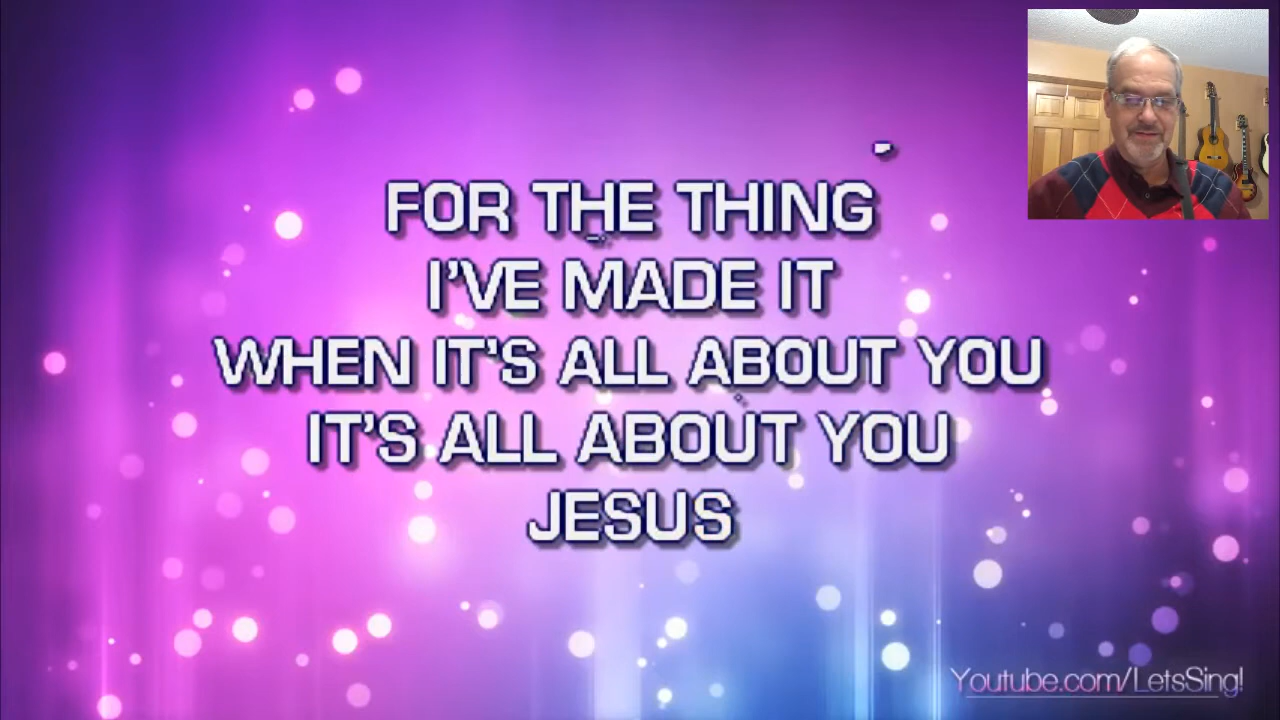 FOR THE THING
I'VE MADE IT
WHEN IT'S ALL ABOUT YOU
IT'S ALL ABOUT YOU
JESUS
Youtube.com/LetsSing!